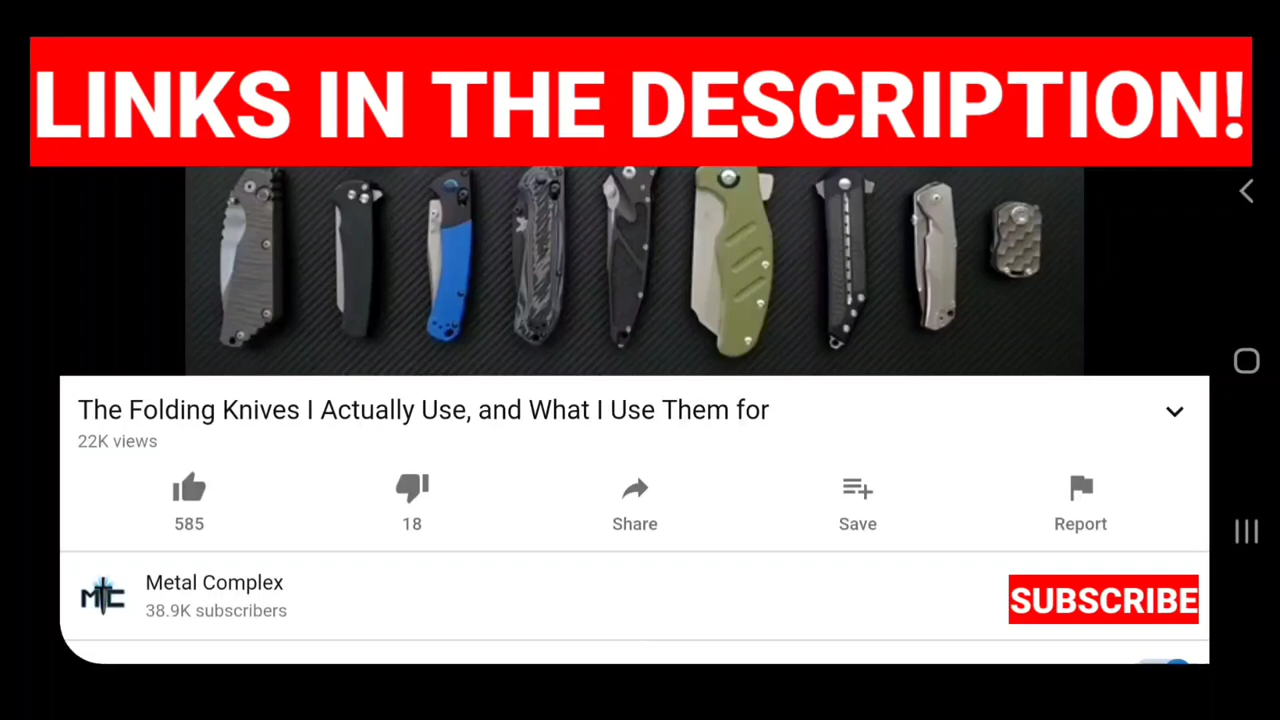 LINKS IN THE DESCRIPTION!
The Folding Knives I Actually Use, and What I Use Them for
22K views
585
18
Share
Save
Report
MTC
Metal Complex
38.9K subscribers
SUBSCRIBE